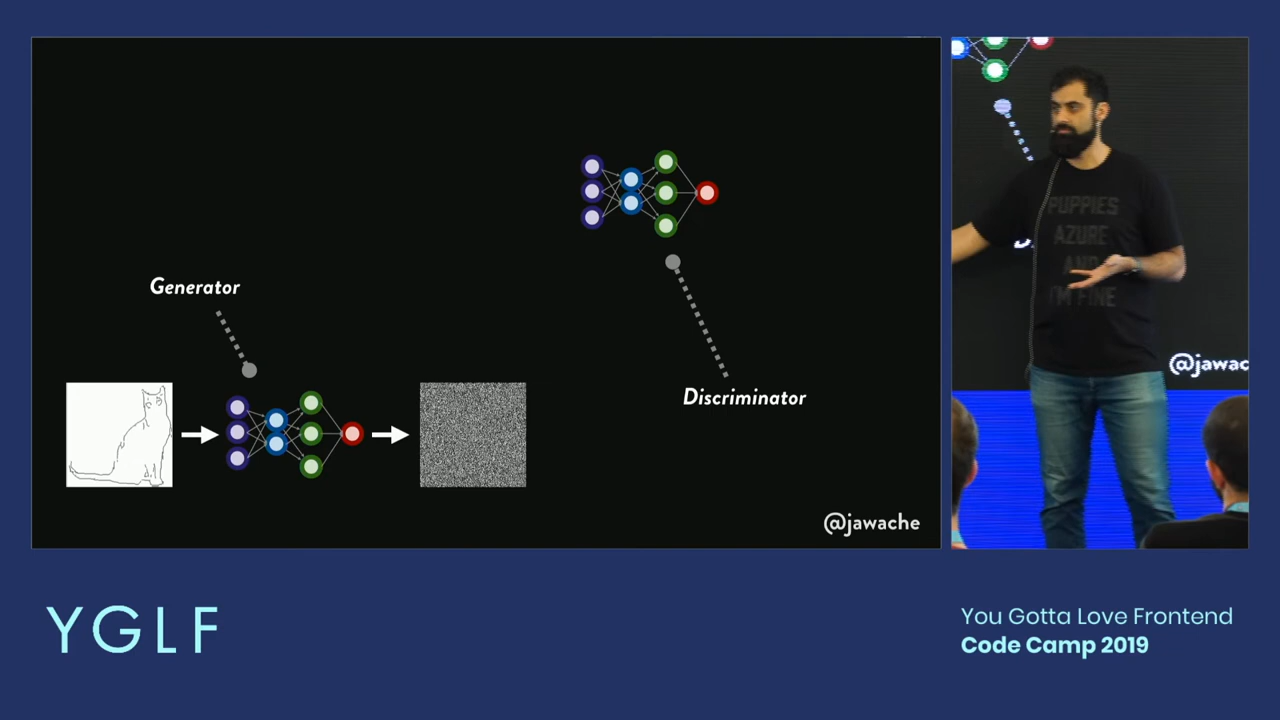 Generator
Discriminator
@jawache
PUPPIES
AZURE
AND
I'M FINE
@jawac
YGLF
You Gotta Love Frontend
Code Camp 2019